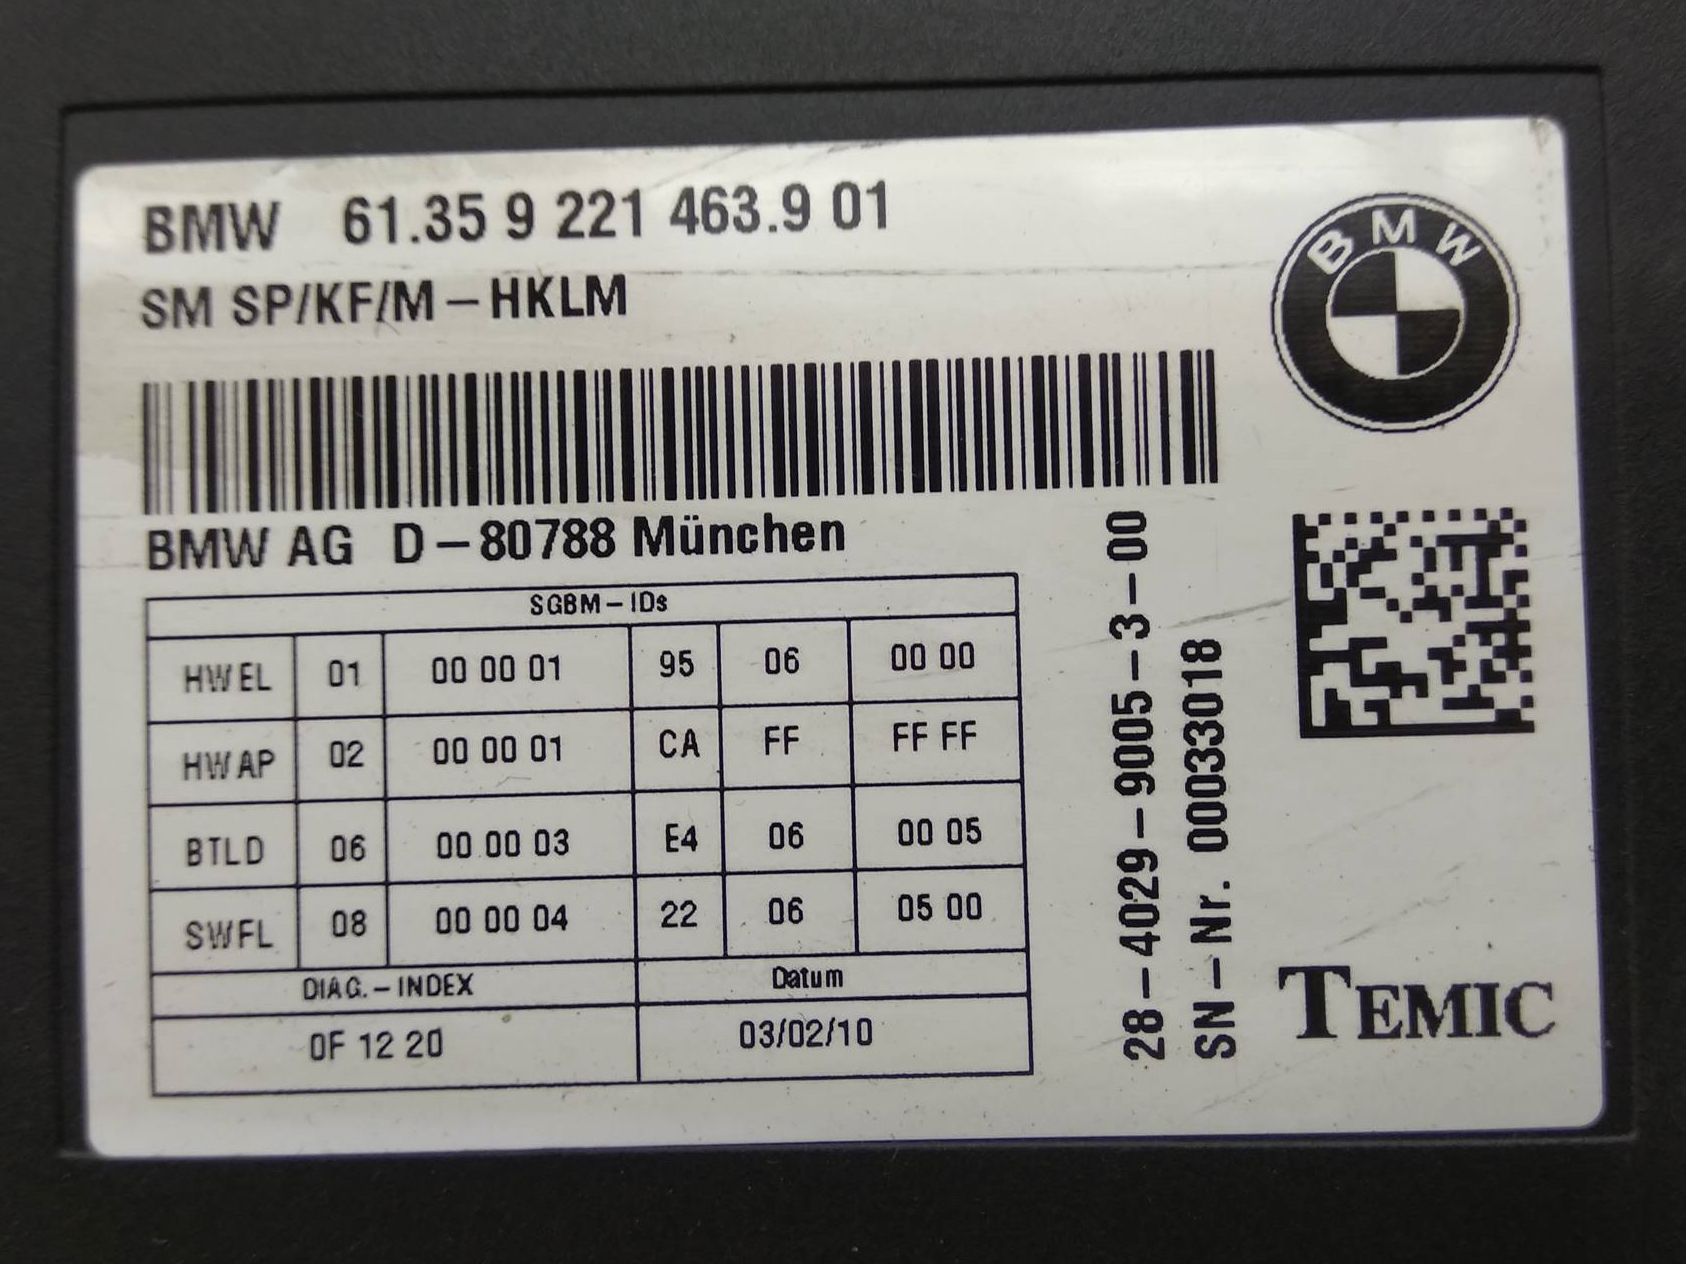 BMW 61.35 9 221 463.9 01
SM SP/KF/M-HKLM
BMW
BMW AG D-80788 München
SGBM-IDs
HWEL 01 00 00 01 95 06 00 00
HWAP 02 00 00 01 CA FF FF FF
BTLD 06 00 00 03 E4 06 00 05
SWFL 08 00 00 04 22 06 05 00
DIAG.-INDEX Datum
0F 12 20 03/02/10
28-4029-9005-3-00
SN-Nr. 000333018
TEMIC